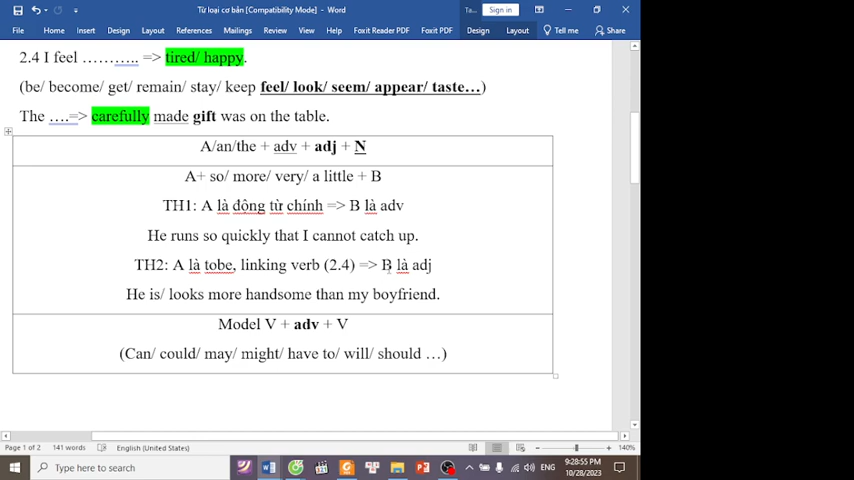 Từ loại cơ bản [Compatibility Mode] - Word
Ta...
Sign in
File Home Insert Design Layout References Mailings Review View Help Foxit Reader PDF Foxit PDF Design Layout Tell me Share
2.4 I feel ……….. => tired/ happy.
(be/ become/ get/ remain/ stay/ keep feel/ look/ seem/ appear/ taste…)
The ….=> carefully made gift was on the table.
A/an/the + adv + adj + N
A+ so/ more/ very/ a little + B
TH1: A là động từ chính => B là adv
He runs so quickly that I cannot catch up.
TH2: A là tobe, linking verb (2.4) => B là adj
He is/ looks more handsome than my boyfriend.
Model V + adv + V
(Can/ could/ may/ might/ have to/ will/ should …)
Page 1 of 2 141 words English (United States) 140%
Type here to search
ENG
9:28:55 PM
10/28/2023